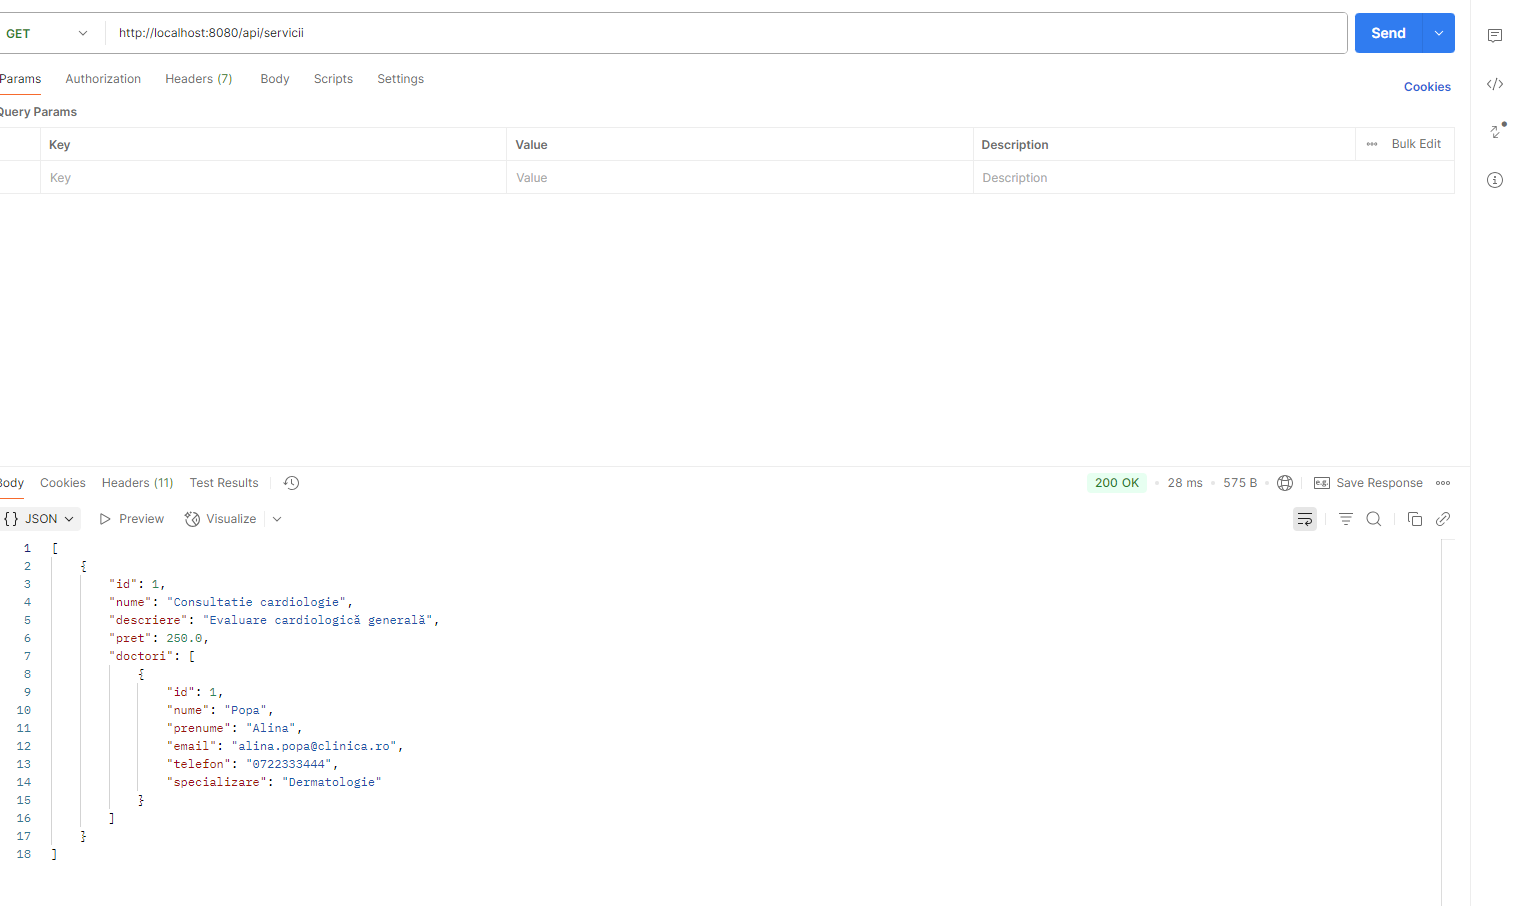 GET http://localhost:8080/api/servicii Send
Params Authorization Headers (7) Body Scripts Settings Cookies
Query Params
Key Value Description Bulk Edit
Key Value Description
Body Cookies Headers (11) Test Results 200 OK • 28 ms • 575 B • e.g. Save Response
{} JSON Preview Visualize
1 [
2 {
3 "id": 1,
4 "nume": "Consultatie cardiologie",
5 "descriere": "Evaluare cardiologică generală",
6 "pret": 250.0,
7 "doctori": [
8 {
9 "id": 1,
10 "nume": "Popa",
11 "prenume": "Alina",
12 "email": "alina.popa@clinica.ro",
13 "telefon": "0722333444",
14 "specializare": "Dermatologie"
15 }
16 ]
17 }
18 ]